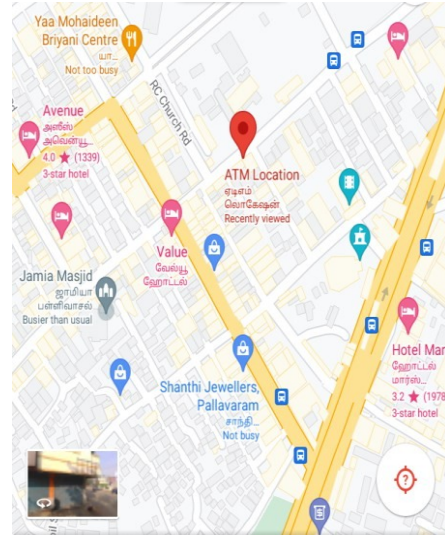 Yaa Mohaideen
Briyani Centre
யா...
Not too busy
RC Church Rd
Avenue
அஸீஸ்
அவென்யூ...
4.0 ★ (1339)
3-star hotel
ATM Location
ஏடிஎம்
லொகேஷன்
Recently viewed
Value
வேல்யூ
ஹோட்டல்
Jamia Masjid
ஜாமியா
பள்ளிவாசல்
Busier than usual
Hotel Mar
ஹோட்டல்
மார்ஸ்...
3.2 ★ (1978
3-star hotel
Shanthi Jewellers,
Pallavaram
சாந்தி...
Not busy